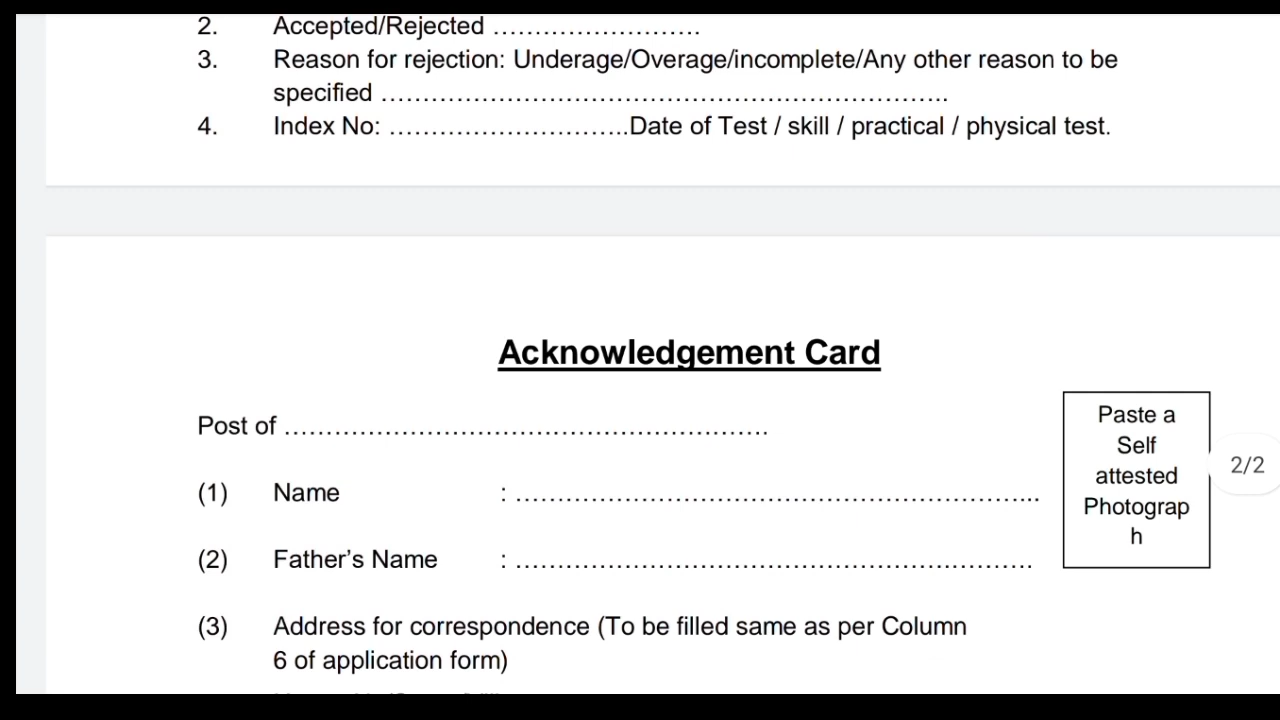 2. Accepted/Rejected ............................
3. Reason for rejection: Underage/Overage/incomplete/Any other reason to be
specified ....................................................................
4. Index No: .............................Date of Test / skill / practical / physical test.
Acknowledgement Card
Post of ..........................................................
(1) Name : ...............................................................
(2) Father’s Name : ..............................................................
(3) Address for correspondence (To be filled same as per Column
6 of application form)
Paste a
Self
attested
Photograp
h
2/2